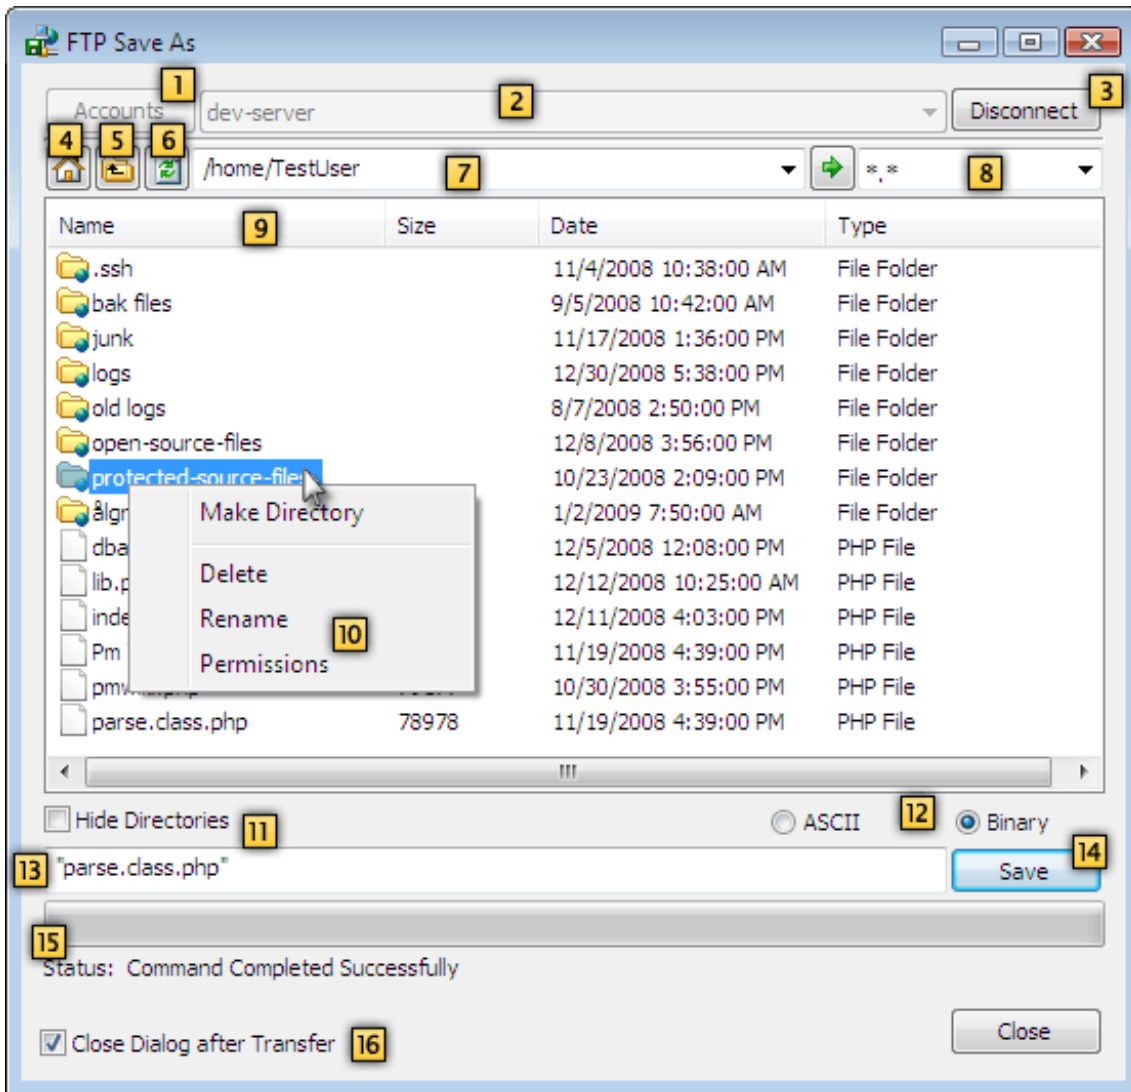 FTP Save As
1
2
3
Accounts dev-server Disconnect
4 5 6
/home/TestUser 7 *.* 8
Name 9 Size Date Type
.ssh 11/4/2008 10:38:00 AM File Folder
bak files 9/5/2008 10:42:00 AM File Folder
junk 11/17/2008 1:36:00 PM File Folder
logs 12/30/2008 5:38:00 PM File Folder
old logs 8/7/2008 2:50:00 PM File Folder
open-source-files 12/8/2008 3:56:00 PM File Folder
protected-source-files 10/23/2008 2:09:00 PM File Folder
ålgr 1/2/2009 7:50:00 AM File Folder
Make Directory
dba 12/5/2008 12:08:00 PM PHP File
Delete
lib.p 12/12/2008 10:25:00 AM PHP File
inde 12/11/2008 4:03:00 PM PHP File
Rename 10
Pm 11/19/2008 4:39:00 PM PHP File
Permissions
10/30/2008 3:55:00 PM PHP File
parse.class.php 78978 11/19/2008 4:39:00 PM PHP File
Hide Directories 11 ASCII 12 Binary
13 "parse.class.php" Save 14
15
Status: Command Completed Successfully
Close Dialog after Transfer 16 Close